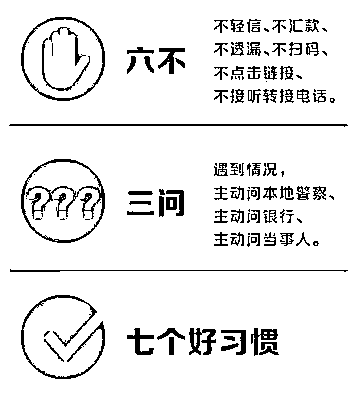 六不
不轻信、不汇款、
不透漏、不扫码、
不点击链接、
不接听转接电话。
???
三问
遇到情况，
主动问本地警察、
主动问银行、
主动问当事人。
七个好习惯